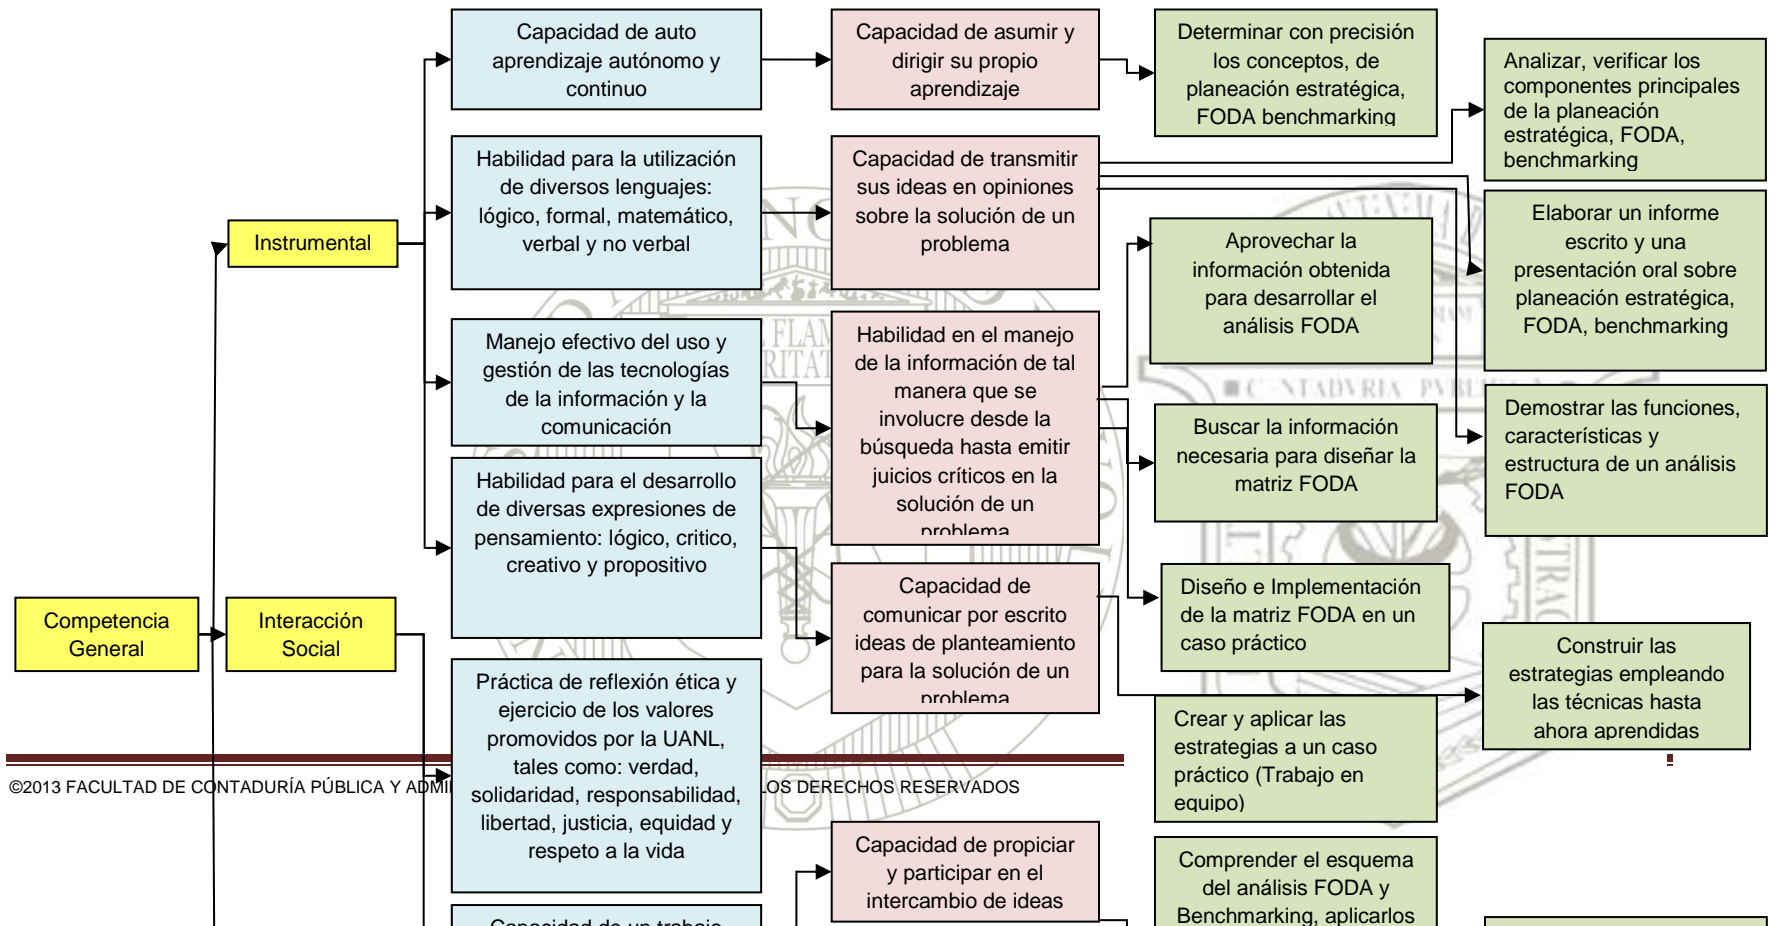 Capacidad de auto
aprendizaje autónomo y
continuo
Capacidad de asumir y
dirigir su propio
aprendizaje
Determinar con precisión
los conceptos, de
planeación estratégica,
FODA benchmarking
Analizar, verificar los
componentes principales
de la planeación
estratégica, FODA,
benchmarking
Habilidad para la utilización
de diversos lenguajes:
lógico, formal, matemático,
verbal y no verbal
Capacidad de transmitir
sus ideas en opiniones
sobre la solución de un
problema
Instrumental
Aprovechar la
información obtenida
para desarrollar el
análisis FODA
Elaborar un informe
escrito y una
presentación oral sobre
planeación estratégica,
FODA, benchmarking
Manejo efectivo del uso y
gestión de las tecnologías
de la información y la
comunicación
Habilidad en el manejo
de la información de tal
manera que se
involucre desde la
búsqueda hasta emitir
juicios críticos en la
solución de un
problema
Buscar la información
necesaria para diseñar la
matriz FODA
Demostrar las funciones,
características y
estructura de un análisis
FODA
Habilidad para el desarrollo
de diversas expresiones de
pensamiento: lógico, critico,
creativo y propositivo
Capacidad de
comunicar por escrito
ideas de planteamiento
para la solución de un
problema
Diseño e Implementación
de la matriz FODA en un
caso práctico
Competencia
General
Interacción
Social
Construir las
estrategias empleando
las técnicas hasta
ahora aprendidas
Práctica de reflexión ética y
ejercicio de los valores
promovidos por la UANL,
tales como: verdad,
solidaridad, responsabilidad,
libertad, justicia, equidad y
respeto a la vida
Crear y aplicar las
estrategias a un caso
práctico (Trabajo en
equipo)
©2013 FACULTAD DE CONTADURÍA PÚBLICA Y
LOS DERECHOS RESERVADOS
Capacidad de propiciar
y participar en el
intercambio de ideas
Comprender el esquema
del análisis FODA y
Benchmarking, aplicarlos
Capacidad de un trabajo